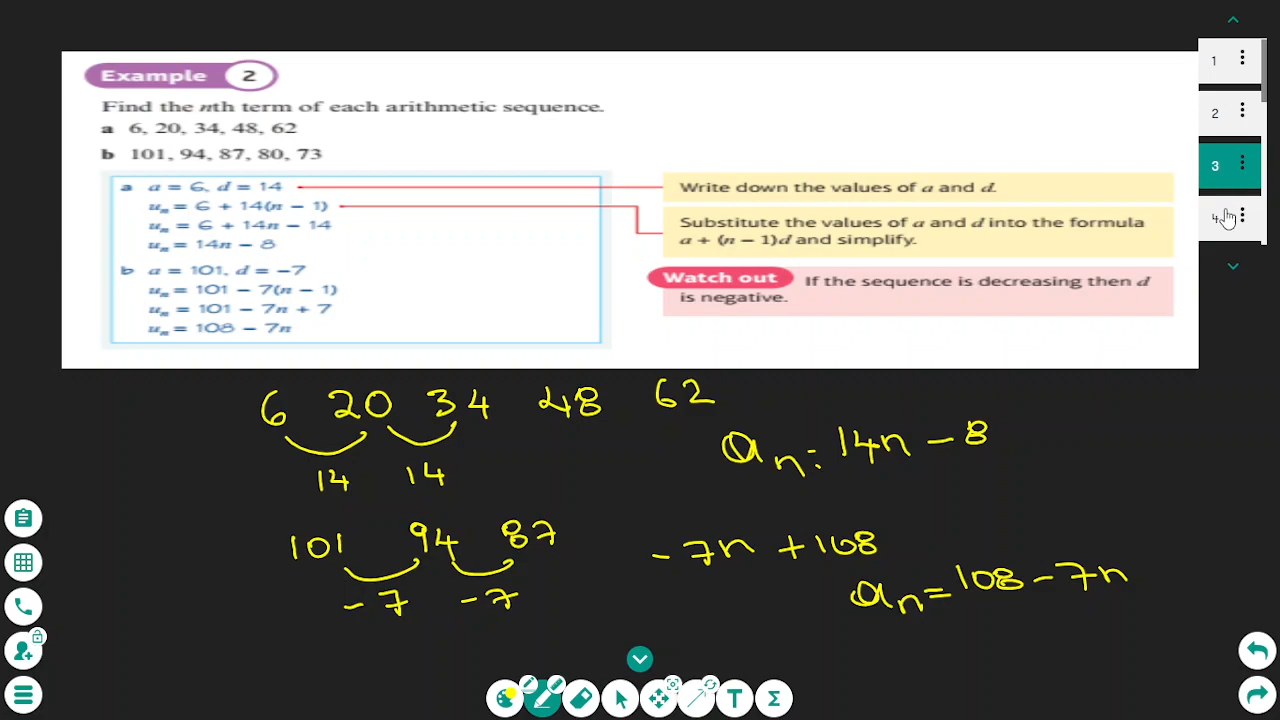 Example 2
Find the nth term of each arithmetic sequence.
a 6, 20, 34, 48, 62
b 101, 94, 87, 80, 73
a a = 6, d = 14
uₙ = 6 + 14(n − 1)
uₙ = 6 + 14n − 14
uₙ = 14n − 8
b a = 101, d = −7
uₙ = 101 − 7(n − 1)
uₙ = 101 − 7n + 7
uₙ = 108 − 7n
Write down the values of a and d.
Substitute the values of a and d into the formula
a + (n − 1)d and simplify.
Watch out If the sequence is decreasing then d
is negative.
6 20 34 48 62
14 14
aₙ = 14n − 8
101 94 87
−7 −7
−7n + 108
aₙ = 108 − 7n
1
2
3
4
T
Σ